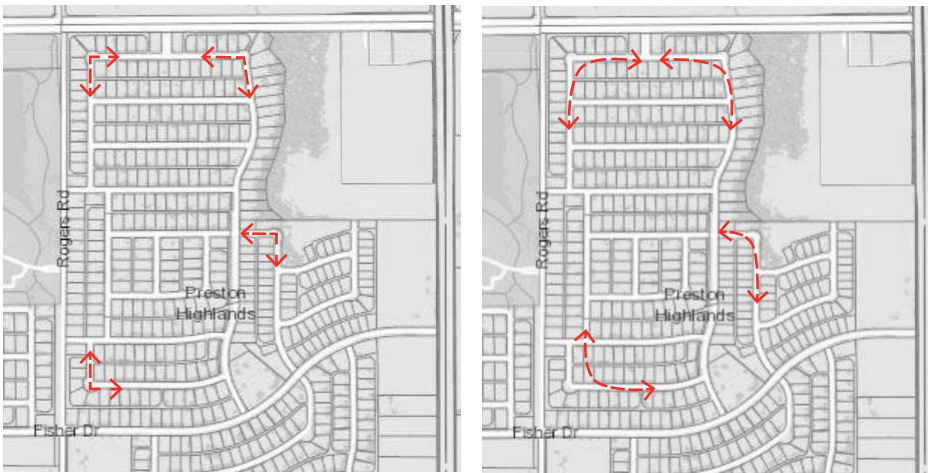 Rogers Rd
Preston
Highlands
Fisher Dr
Rogers Rd
Preston
Highlands
Fisher Dr